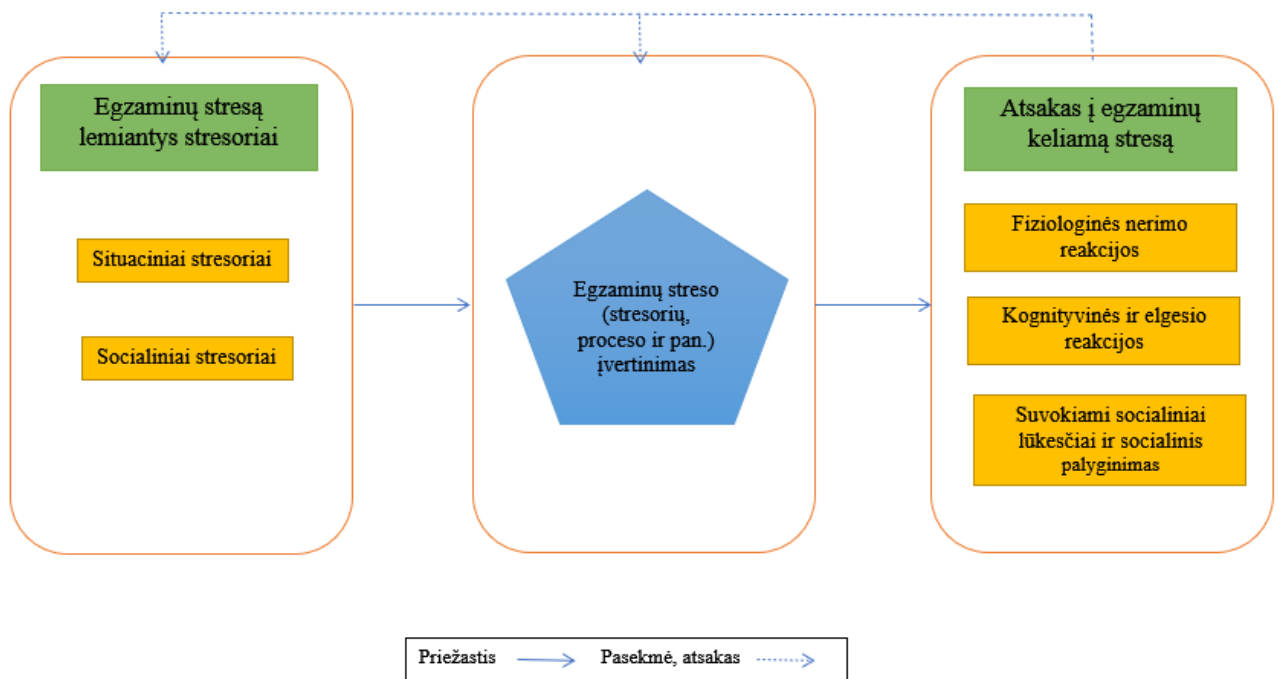 Egzaminų stresą
lemiantys stresoriai
Situaciniai stresoriai
Socialiniai stresoriai
Egzaminų streso
(stresorių,
proceso ir pan.)
įvertinimas
Atsakas į egzaminų
keliamą stresą
Fiziologinės nerimo
reakcijos
Kognityvinės ir elgesio
reakcijos
Suvokiami socialiniai
lūkesčiai ir socialinis
palyginimas
Priežastis
Pasekmė, atsakas